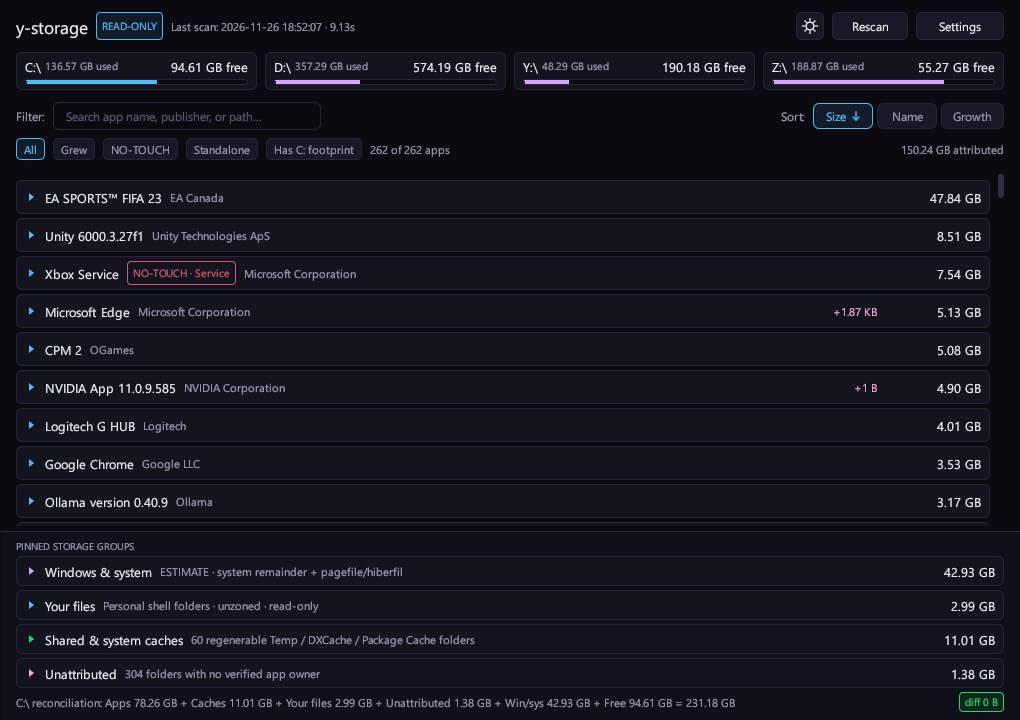 y-storage READ-ONLY Last scan: 2026-11-26 18:52:07 · 9.13s Rescan Settings
C:\ 136.57 GB used 94.61 GB free D:\ 357.29 GB used 574.19 GB free Y:\ 48.29 GB used 190.18 GB free Z:\ 188.87 GB used 55.27 GB free
Filter: Search app name, publisher, or path... Sort: Size ↓ Name Growth
All Grew NO-TOUCH Standalone Has C: footprint 262 of 262 apps 150.24 GB attributed
EA SPORTS™ FIFA 23 EA Canada 47.84 GB
Unity 6000.3.27f1 Unity Technologies ApS 8.51 GB
Xbox Service NO-TOUCH · Service Microsoft Corporation 7.54 GB
Microsoft Edge Microsoft Corporation +1.87 KB 5.13 GB
CPM 2 OGames 5.08 GB
NVIDIA App 11.0.9.585 NVIDIA Corporation +1 B 4.90 GB
Logitech G HUB Logitech 4.01 GB
Google Chrome Google LLC 3.53 GB
Ollama version 0.40.9 Ollama 3.17 GB
PINNED STORAGE GROUPS
Windows & system ESTIMATE · system remainder + pagefile/hiberfil 42.93 GB
Your files Personal shell folders · unzoned · read-only 2.99 GB
Shared & system caches 60 regenerable Temp / DXCache / Package Cache folders 11.01 GB
Unattributed 304 folders with no verified app owner 1.38 GB
C:\ reconciliation: Apps 78.26 GB + Caches 11.01 GB + Your files 2.99 GB + Unattributed 1.38 GB + Win/sys 42.93 GB + Free 94.61 GB = 231.18 GB diff 0 B